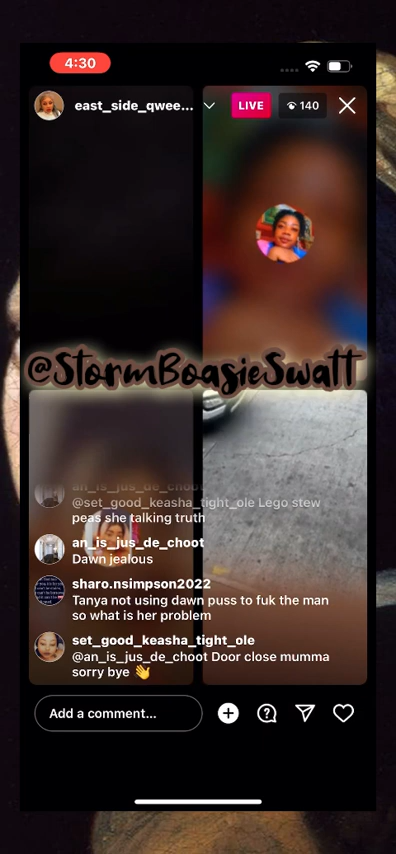 4:30
east_side_qwee...
LIVE
140
@StormBoasieSwatt
an_is_jus_de_choot
@set_good_keasha_tight_ole Lego stew
peas she talking truth
an_is_jus_de_choot
Dawn jealous
sharo.nsimpson2022
Tanya not using dawn puss to fuk the man
so what is her problem
set_good_keasha_tight_ole
@an_is_jus_de_choot Door close mumma
sorry bye 👋
Add a comment...